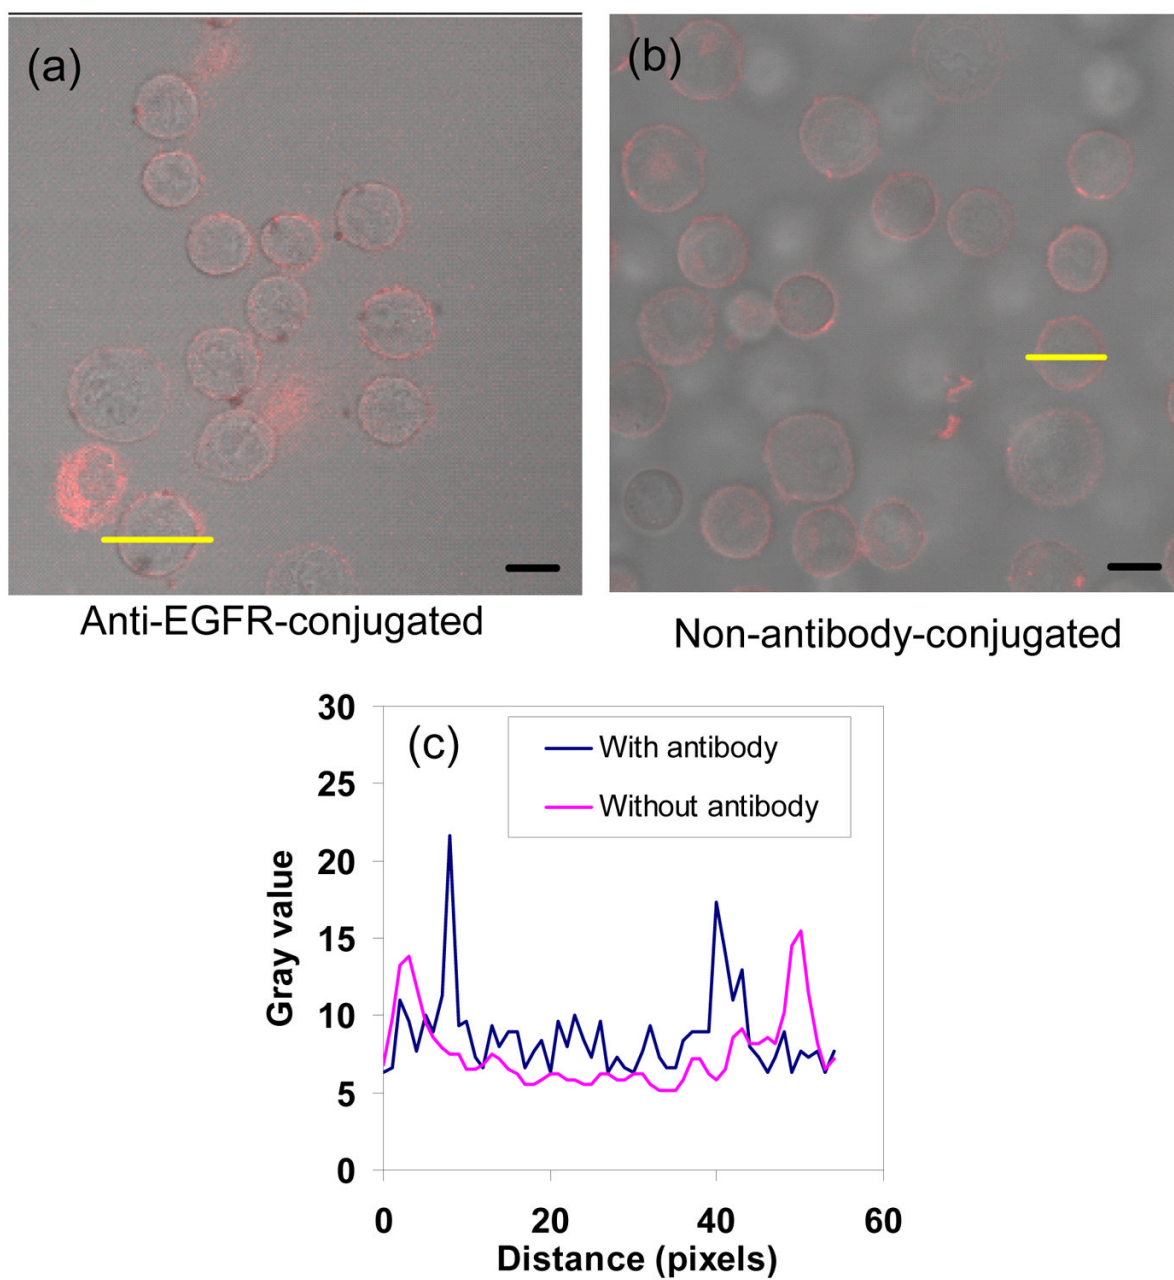 (a)
(b)
Anti-EGFR-conjugated
Non-antibody-conjugated
(c)
With antibody
Without antibody
Gray value
30
25
20
15
10
5
0
0 20 40 60
Distance (pixels)